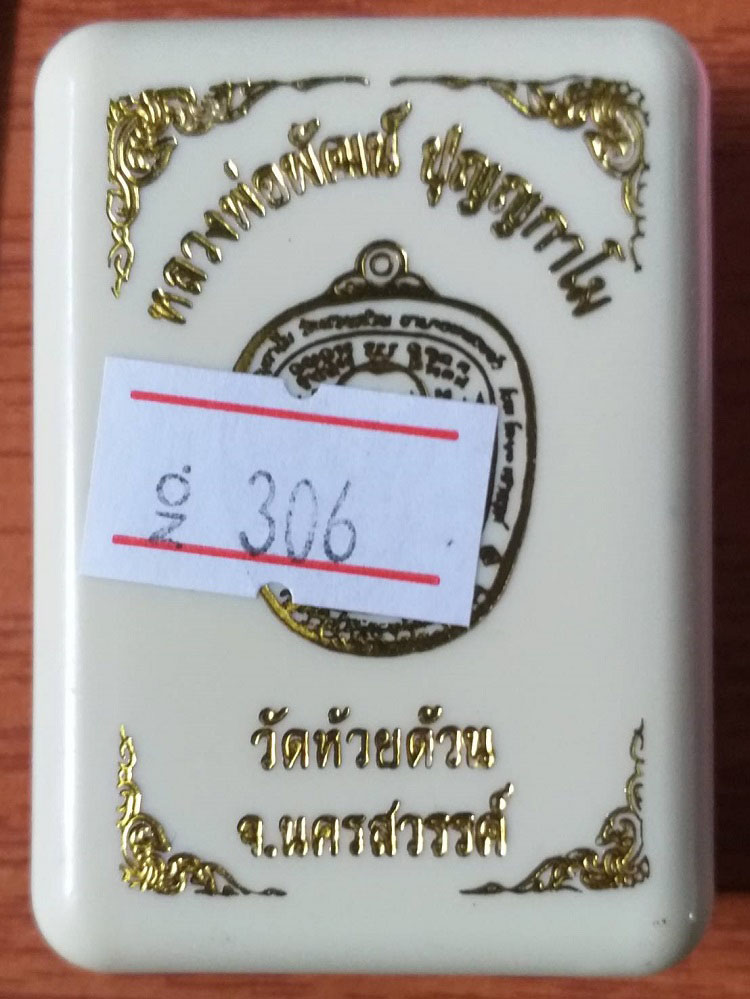 หลวงพ่อพัฒน์ ปุญญกาโม
NO. 306
วัดห้วยด้วน
จ.นครสวรรค์